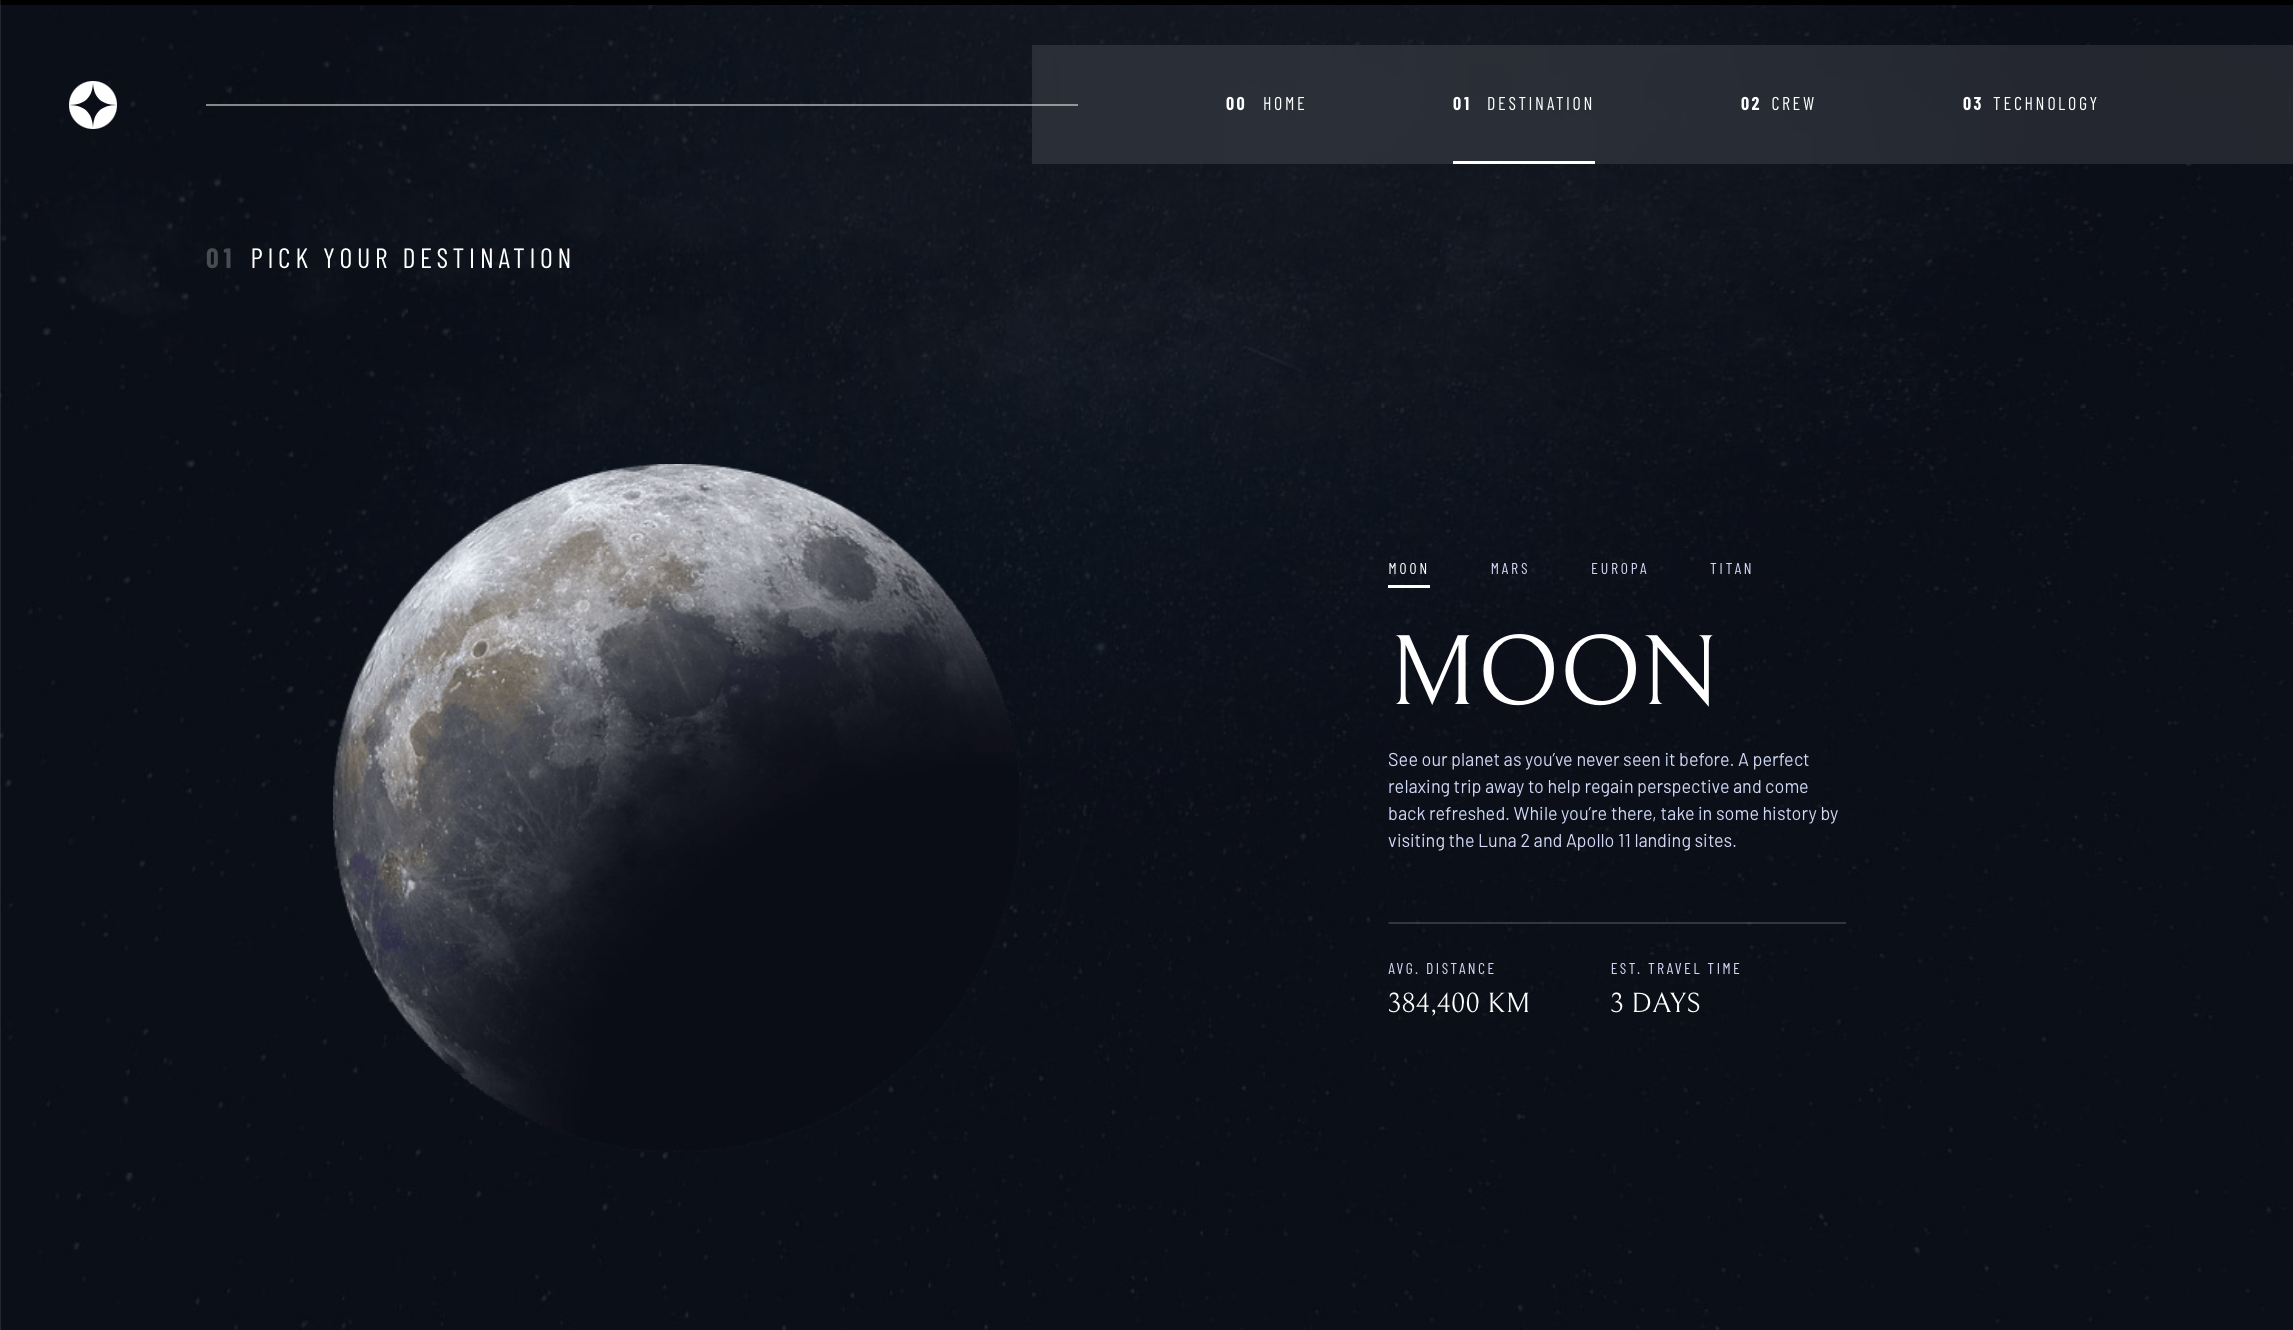 00 HOME 01 DESTINATION 02 CREW 03 TECHNOLOGY
01 PICK YOUR DESTINATION
MOON MARS EUROPA TITAN
MOON
See our planet as you’ve never seen it before. A perfect
relaxing trip away to help regain perspective and come
back refreshed. While you’re there, take in some history by
visiting the Luna 2 and Apollo 11 landing sites.
AVG. DISTANCE EST. TRAVEL TIME
384,400 KM 3 DAYS